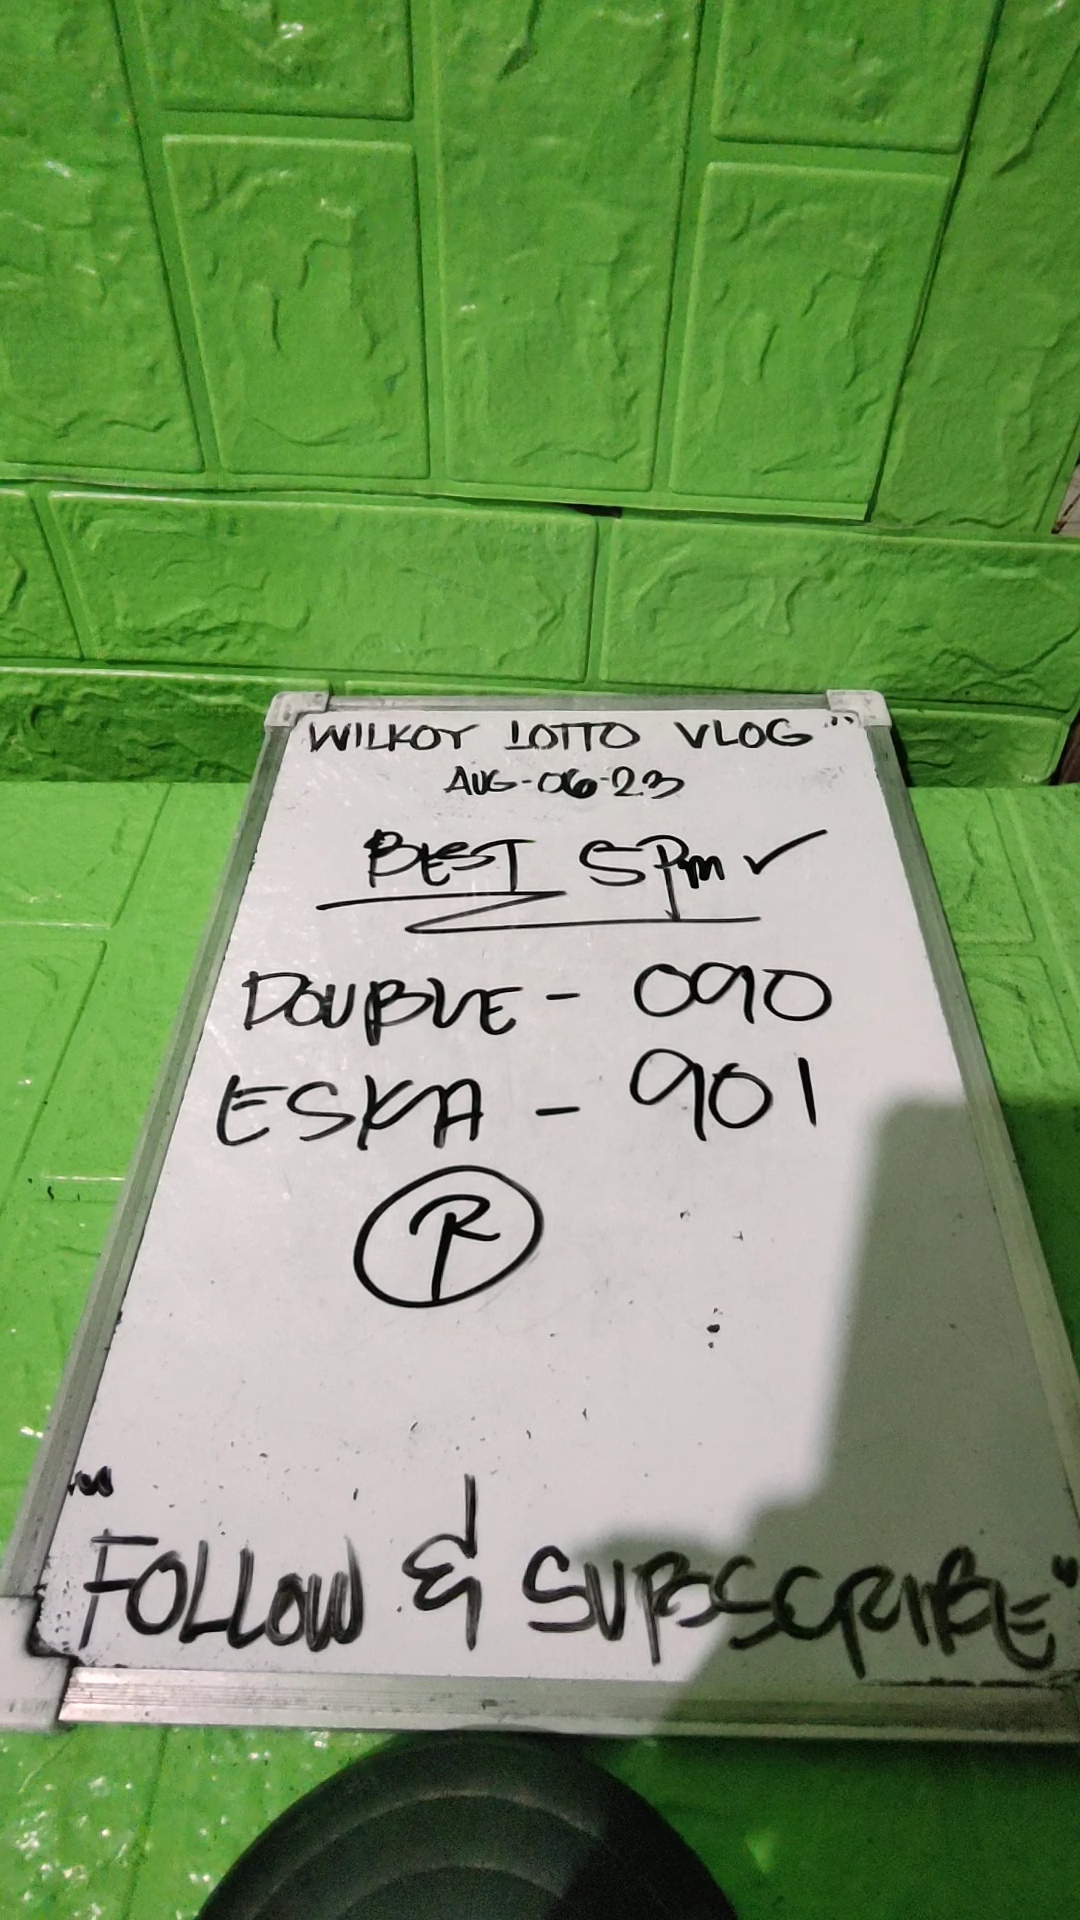 WILKOY LOTTO VLOG"
AUG-06-23
BEST 5Pm ✓
DOUBLE - 090
ESKA - 901
R
"FOLLOW & SUBSCRIBE"